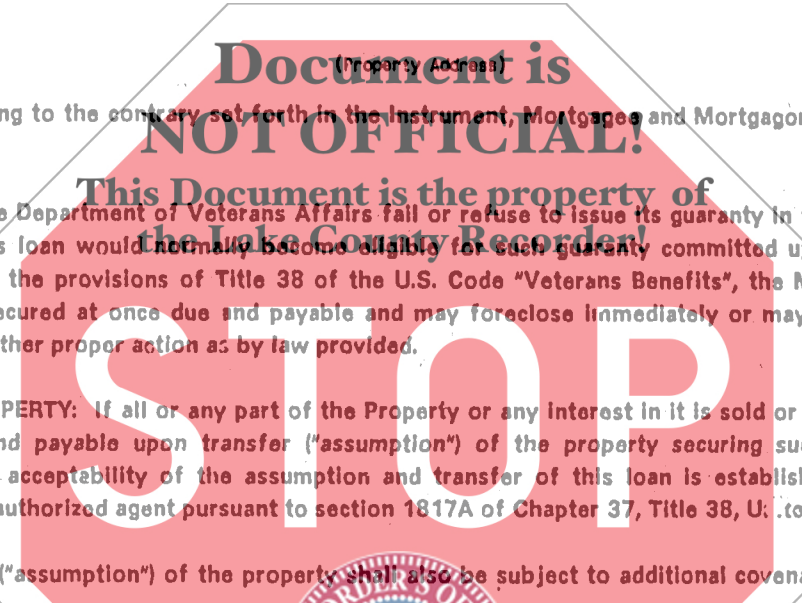 Document is
(Property Address)
ng to the contrary set forth in the Instrument, Mortgagee and Mortgagor
NOT OFFICIAL!
This Document is the property of
e Department of Veterans Affairs fail or refuse to issue its guaranty in
s loan would normally become eligible for such guaranty committed u
the Lake County Recorder!
the provisions of Title 38 of the U.S. Code "Veterans Benefits", the
ecured at once due and payable and may foreclose immediately or may
ther proper action as by law provided.
STOP
PERTY: If all or any part of the Property or any interest in it is sold or
nd payable upon transfer ("assumption") of the property securing su
acceptability of the assumption and transfer of this loan is establis
authorized agent pursuant to section 1817A of Chapter 37, Title 38, U.
("assumption") of the property shall also be subject to additional covena
ORDER'S O